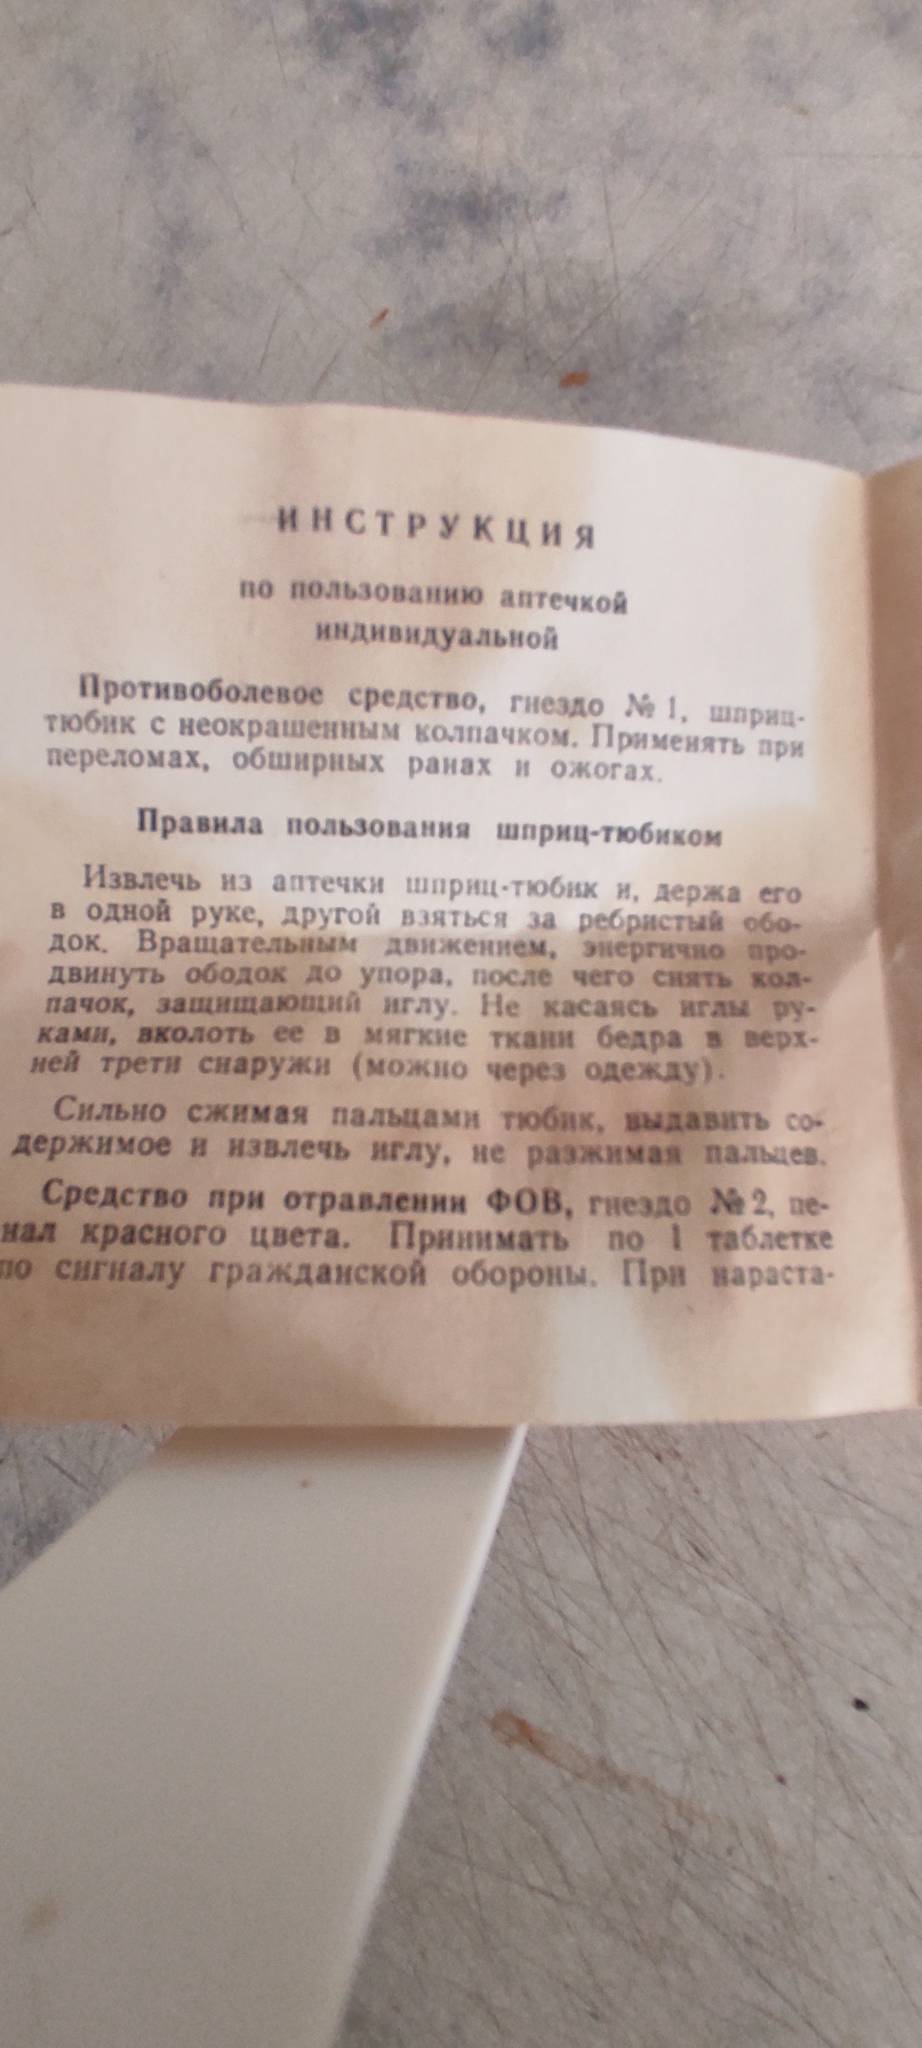 ИНСТРУКЦИЯ
по пользованию аптечкой
индивидуальной
Противоболевое средство, гнездо № 1, шприц-
тюбик с неокрашенным колпачком. Применять при
переломах, обширных ранах и ожогах.
Правила пользования шприц-тюбиком
Извлечь из аптечки шприц-тюбик и, держа его
в одной руке, другой взяться за ребристый обо-
док. Вращательным движением, энергично про-
двинуть ободок до упора, после чего снять кол-
пачок, защищающий иглу. Не касаясь иглы ру-
ками, вколоть ее в мягкие ткани бедра в верх-
ней трети снаружи (можно через одежду).
Сильно сжимая пальцами тюбик, выдавить со-
держимое и извлечь иглу, не разжимая пальцев.
Средство при отравлении ФОВ, гнездо № 2, пе-
нал красного цвета. Принимать по 1 таблетке
по сигналу гражданской обороны. При нараста-